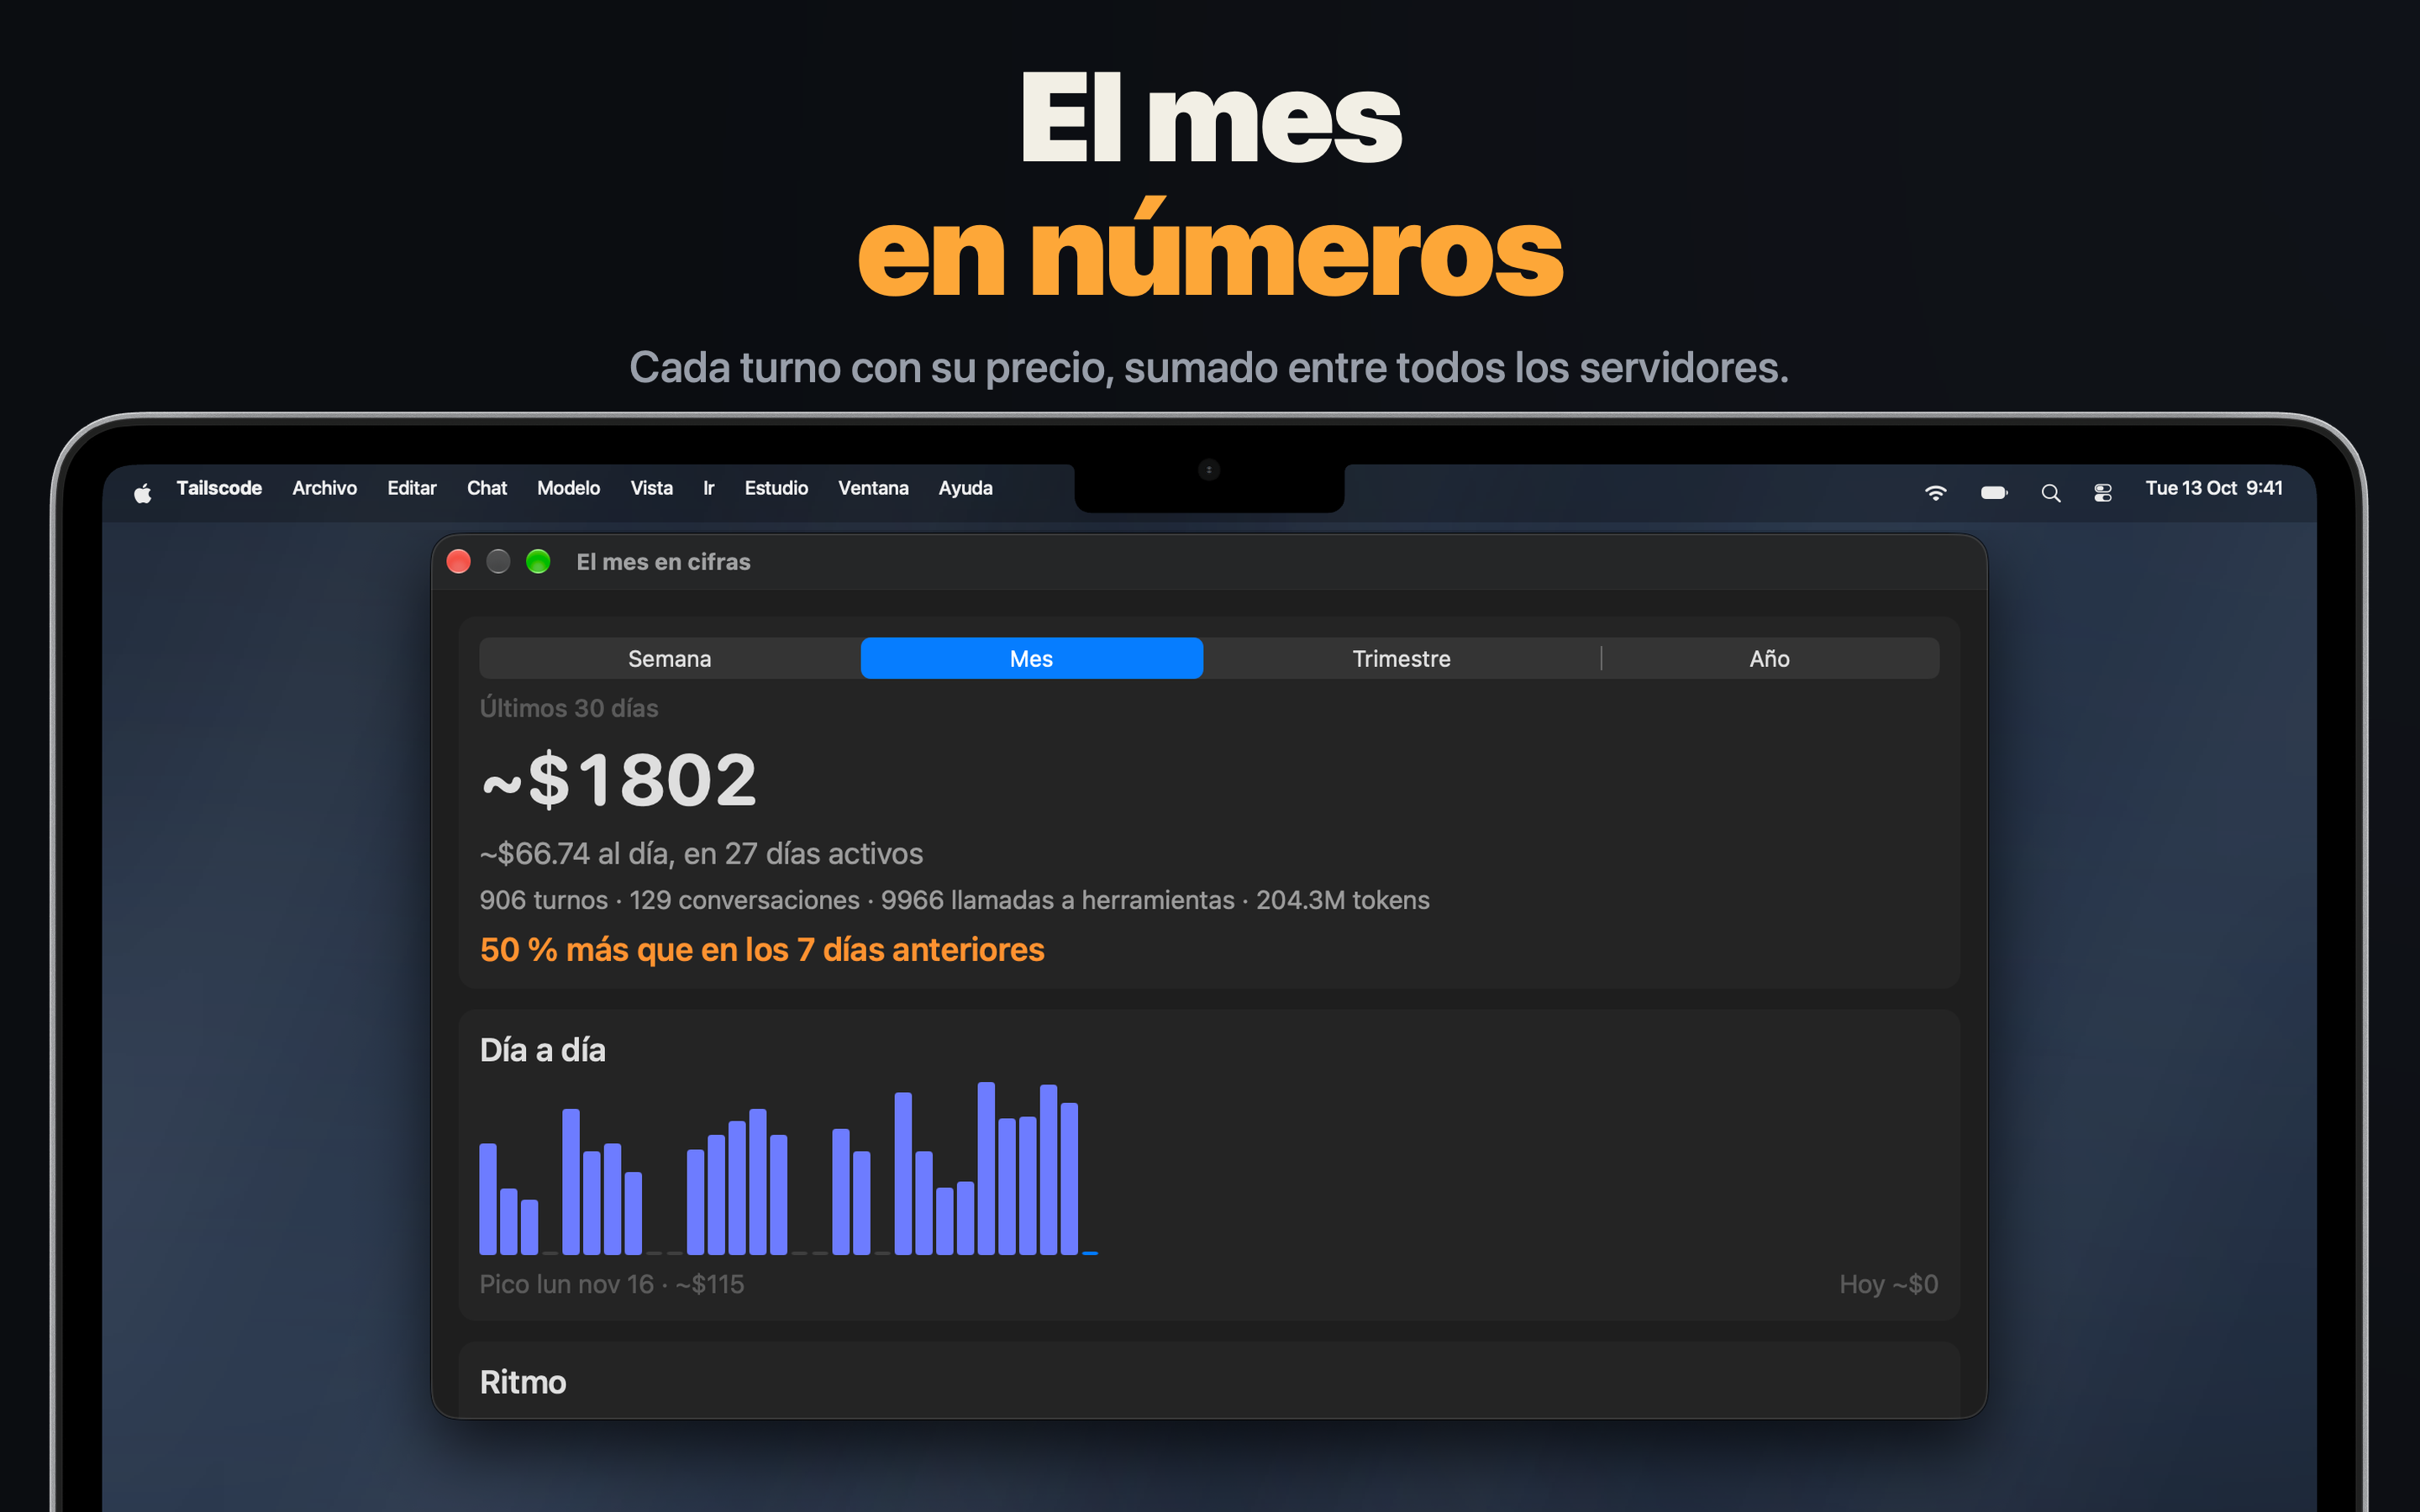 El mes
en números
Cada turno con su precio, sumado entre todos los servidores.
Tailscode Archivo Editar Chat Modelo Vista Ir Estudio Ventana Ayuda Tue 13 Oct 9:41
El mes en cifras
Semana Mes Trimestre Año
Últimos 30 días
~$1802
~$66.74 al día, en 27 días activos
906 turnos · 129 conversaciones · 9966 llamadas a herramientas · 204.3M tokens
50 % más que en los 7 días anteriores
Día a día
Pico lun nov 16 · ~$115 Hoy ~$0
Ritmo